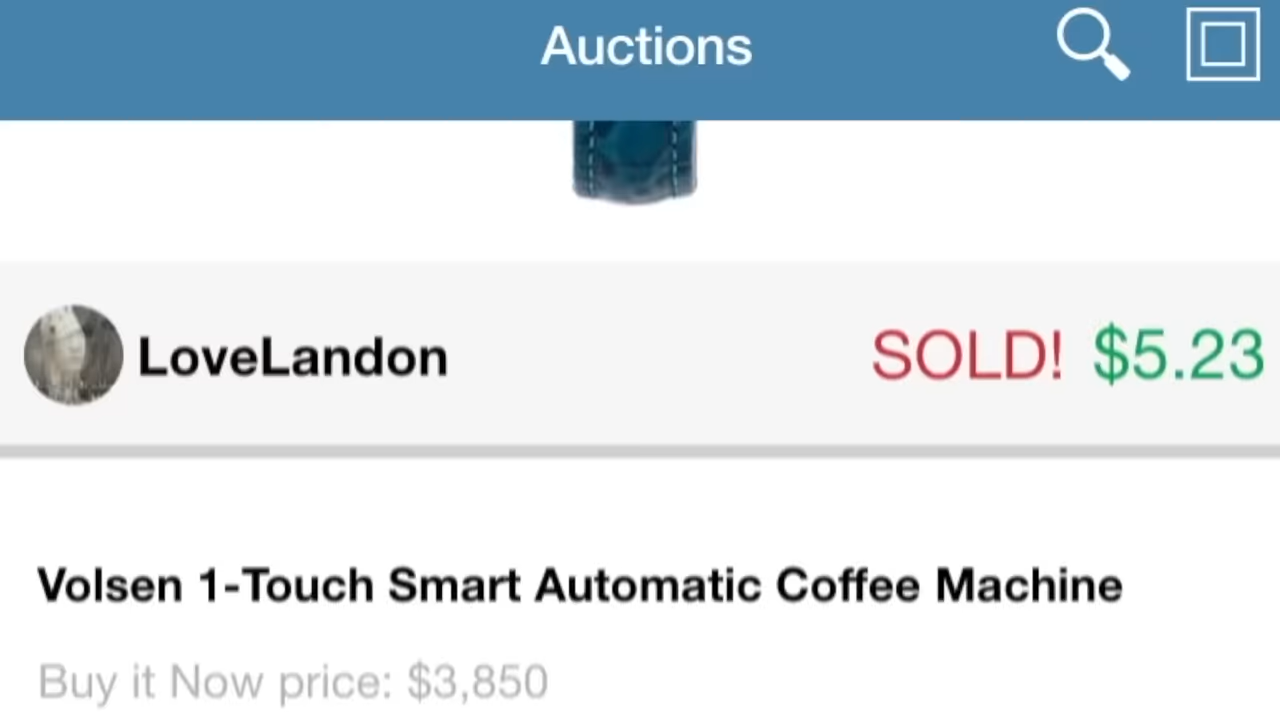 Auctions
LoveLandon
SOLD! $5.23
Volsen 1-Touch Smart Automatic Coffee Machine
Buy it Now price: $3,850